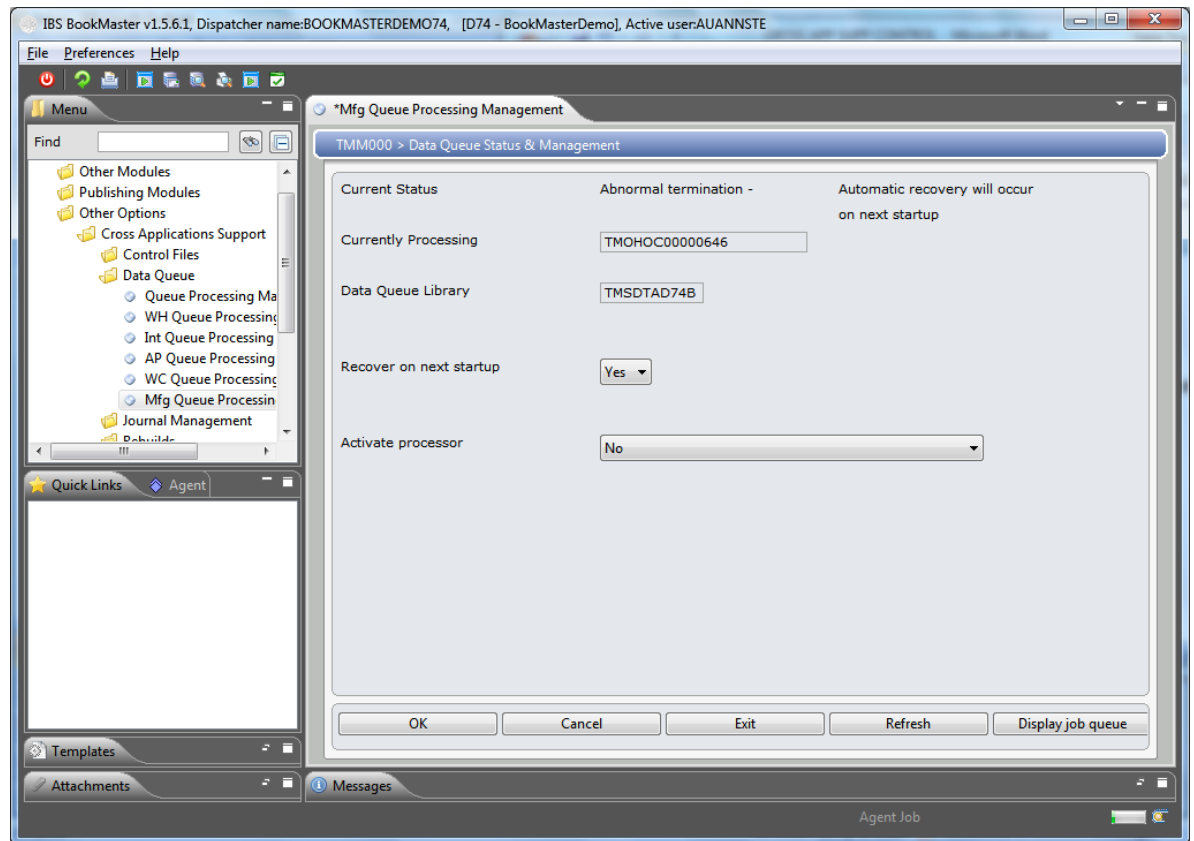 IBS BookMaster v1.5.6.1, Dispatcher name:BOOKMASTERDEMO74, [D74 - BookMasterDemo], Active user:AUANNSTE
File Preferences Help
Menu
Find
Other Modules
Publishing Modules
Other Options
Cross Applications Support
Control Files
Data Queue
Queue Processing Ma
WH Queue Processing
Int Queue Processing
AP Queue Processing
WC Queue Processing
Mfg Queue Processin
Journal Management
Rebuilds
Quick Links Agent
Templates
Attachments
*Mfg Queue Processing Management
TMM000 > Data Queue Status & Management
Current Status Abnormal termination - Automatic recovery will occur
on next startup
Currently Processing TMOHOC00000646
Data Queue Library TMSDTAD74B
Recover on next startup Yes
Activate processor No
OK Cancel Exit Refresh Display job queue
Messages
Agent Job